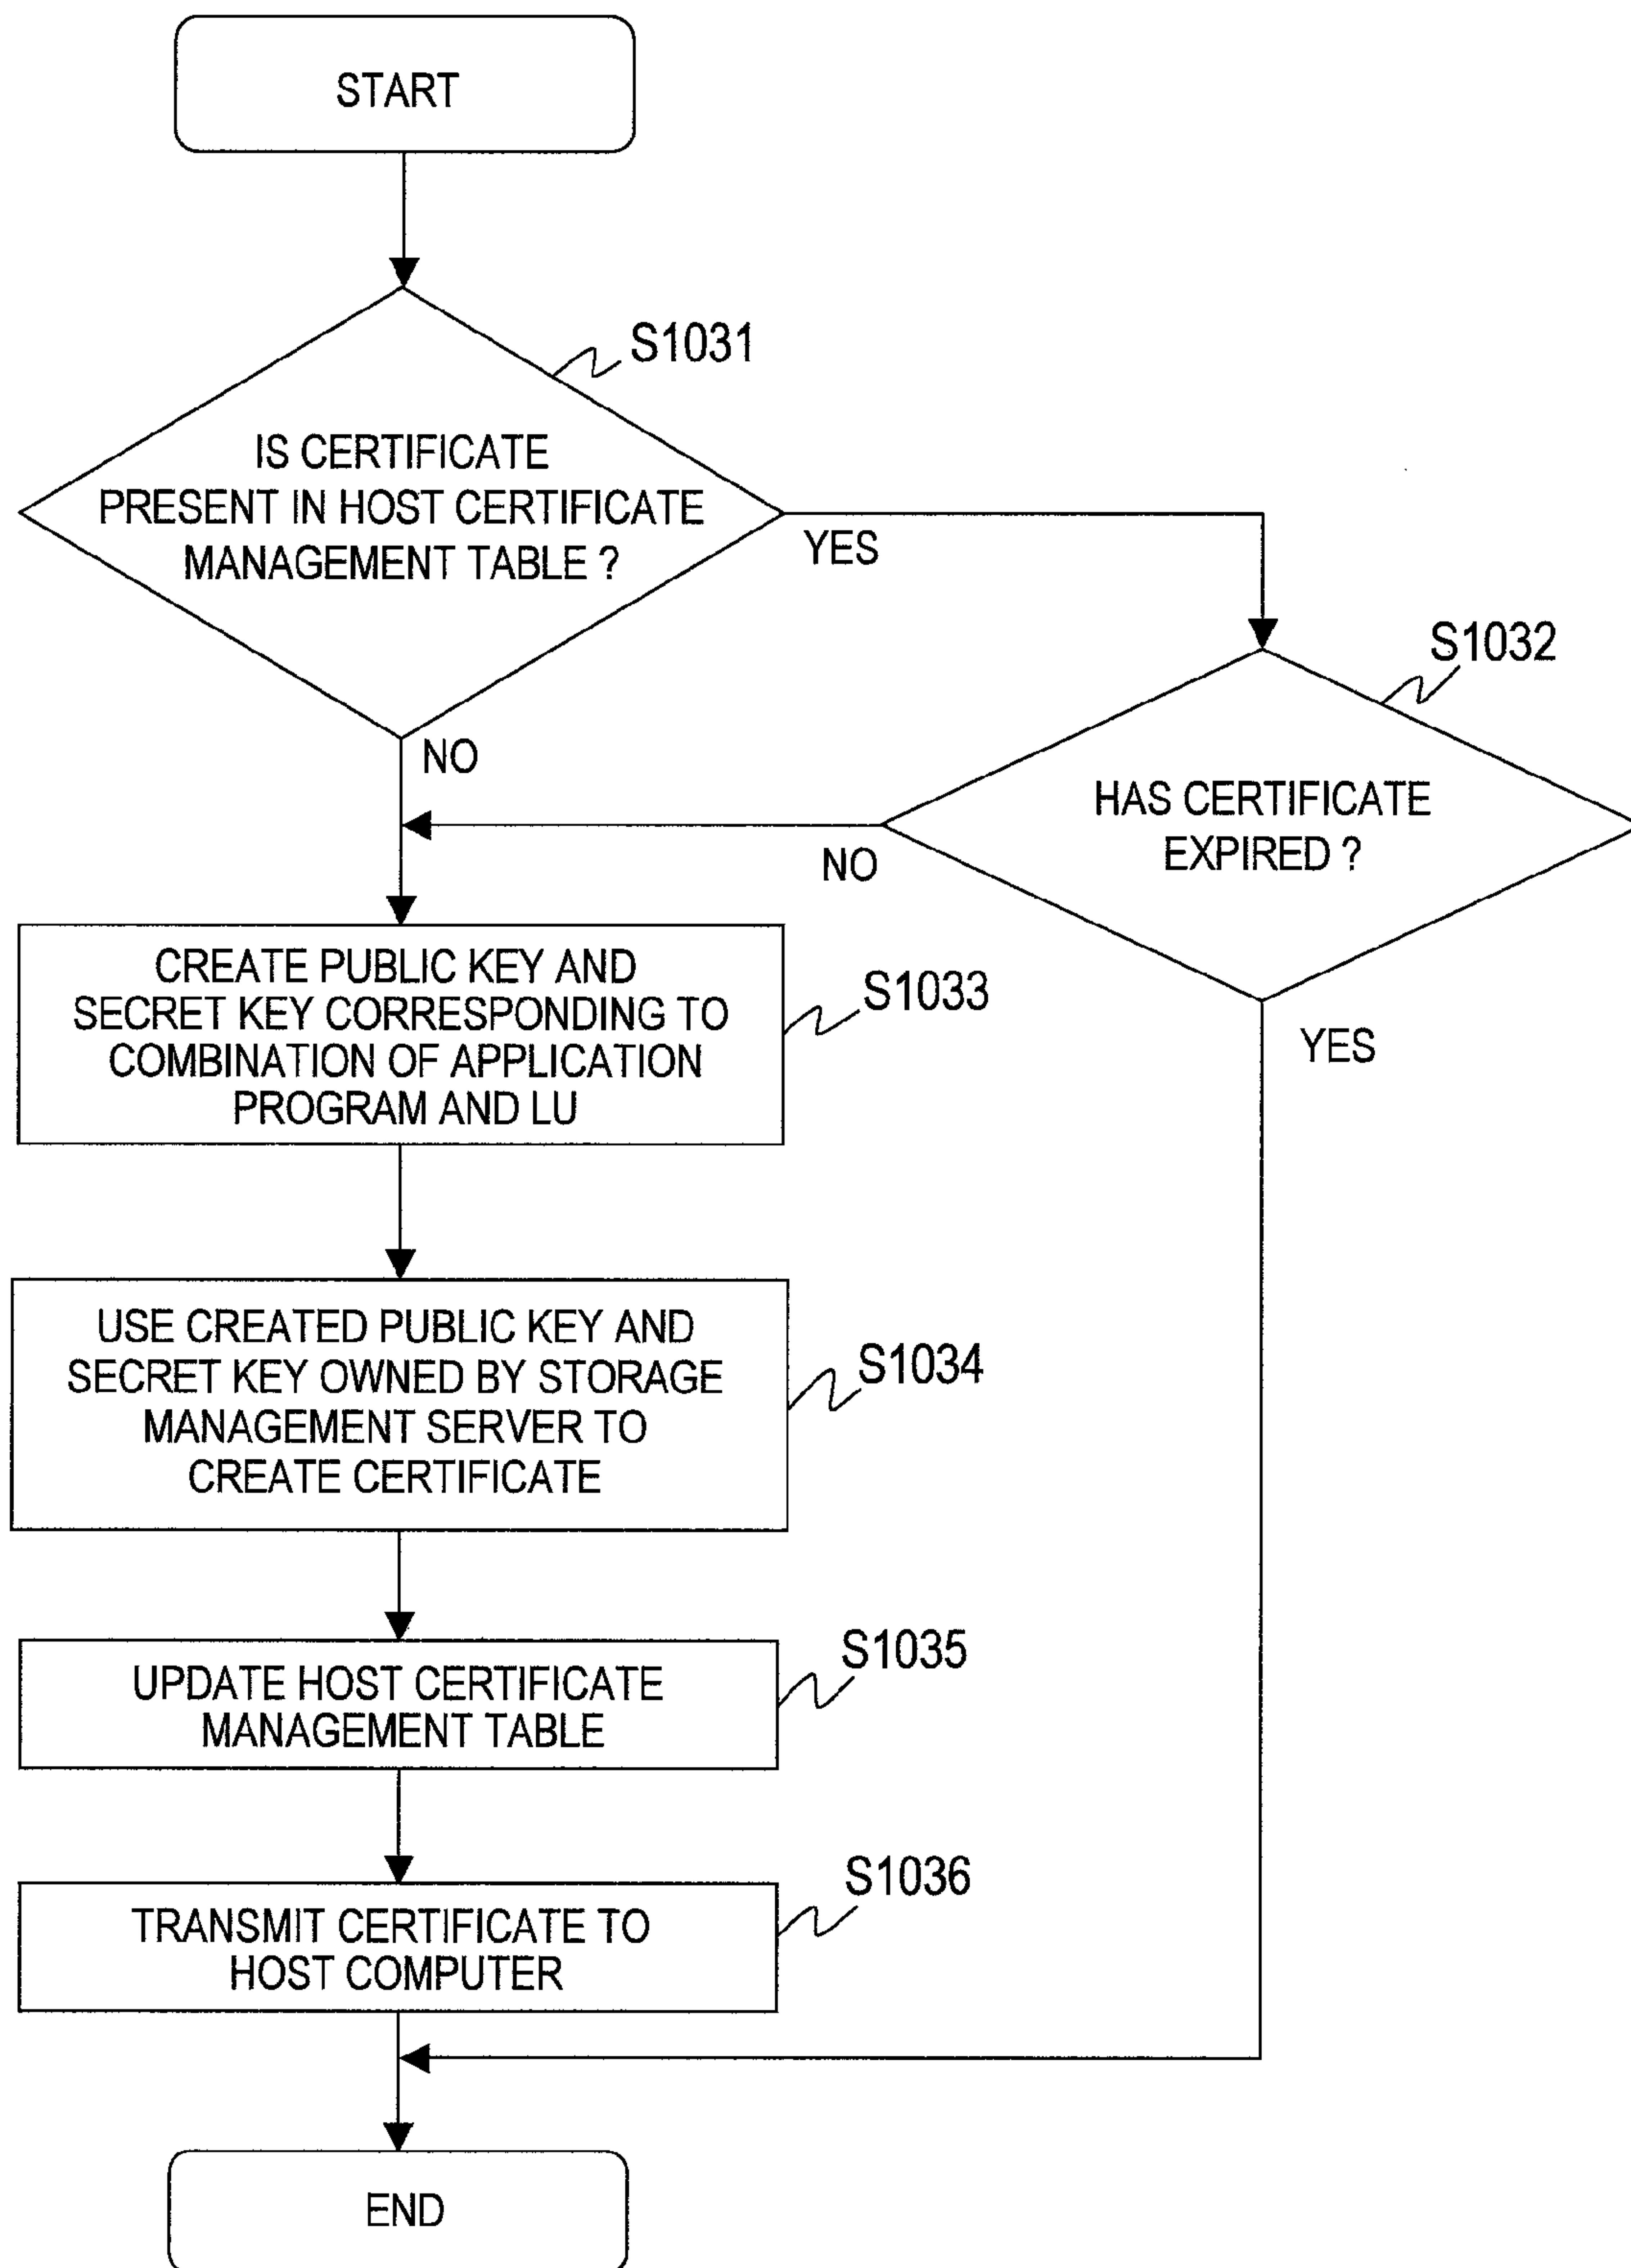 START
S1031
IS CERTIFICATE
PRESENT IN HOST CERTIFICATE
MANAGEMENT TABLE ?
YES
NO
S1032
HAS CERTIFICATE
EXPIRED ?
NO
YES
CREATE PUBLIC KEY AND
SECRET KEY CORRESPONDING TO
COMBINATION OF APPLICATION
PROGRAM AND LU
S1033
USE CREATED PUBLIC KEY AND
SECRET KEY OWNED BY STORAGE
MANAGEMENT SERVER TO
CREATE CERTIFICATE
S1034
UPDATE HOST CERTIFICATE
MANAGEMENT TABLE
S1035
TRANSMIT CERTIFICATE TO
HOST COMPUTER
S1036
END